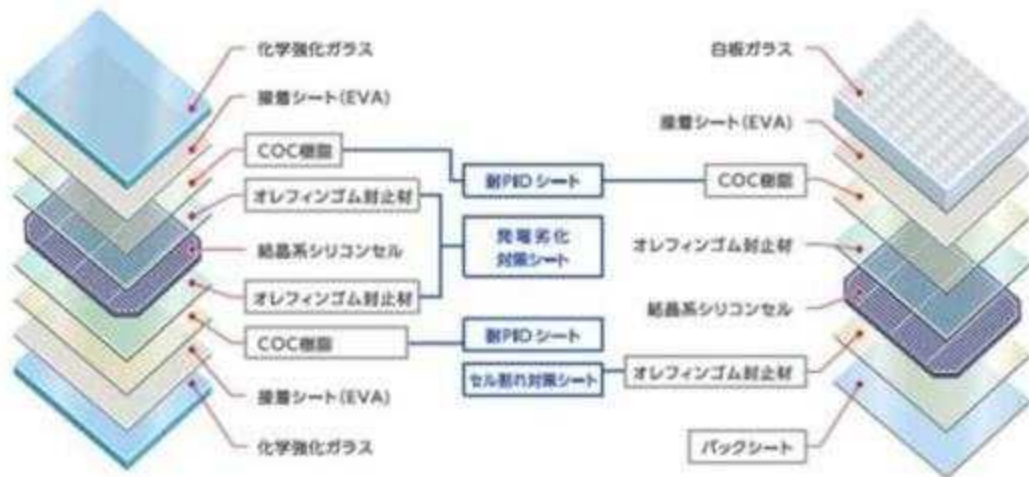 化学強化ガラス
接着シート(EVA)
COC樹脂
オレフィンゴム封止材
結晶系シリコンセル
オレフィンゴム封止材
COC樹脂
接着シート(EVA)
化学強化ガラス
耐PIDシート
発電劣化
対策シート
耐PIDシート
セル割れ対策シート
白板ガラス
接着シート(EVA)
COC樹脂
オレフィンゴム封止材
結晶系シリコンセル
オレフィンゴム封止材
バックシート